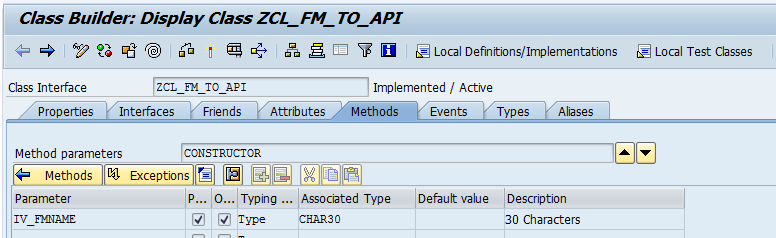 Class Builder: Display Class ZCL_FM_TO_API
Local Definitions/Implementations Local Test Classes
Class Interface ZCL_FM_TO_API Implemented / Active
Properties Interfaces Friends Attributes Methods Events Types Aliases
Method parameters CONSTRUCTOR
Methods Exceptions
Parameter P... O... Typing ... Associated Type Default value Description
IV_FMNAME Type CHAR30 30 Characters